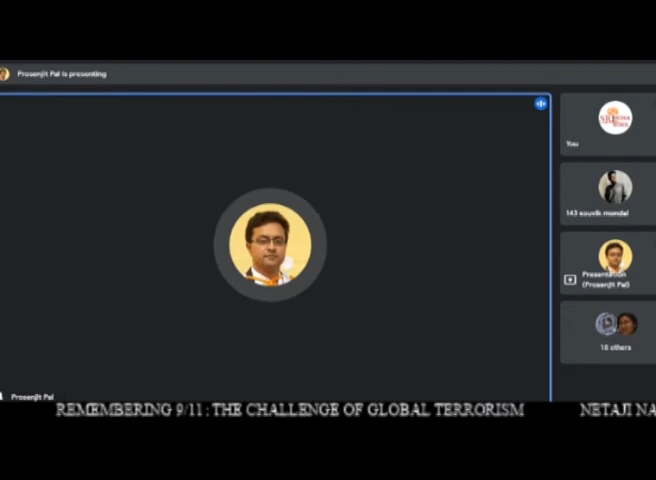 Prosenjit Pal is presenting
You
143 souvik mondal
Presentation
(Prosenjit Pal)
18 others
Prosenjit Pal
REMEMBERING 9/11: THE CHALLENGE OF GLOBAL TERRORISM NETAJI NA